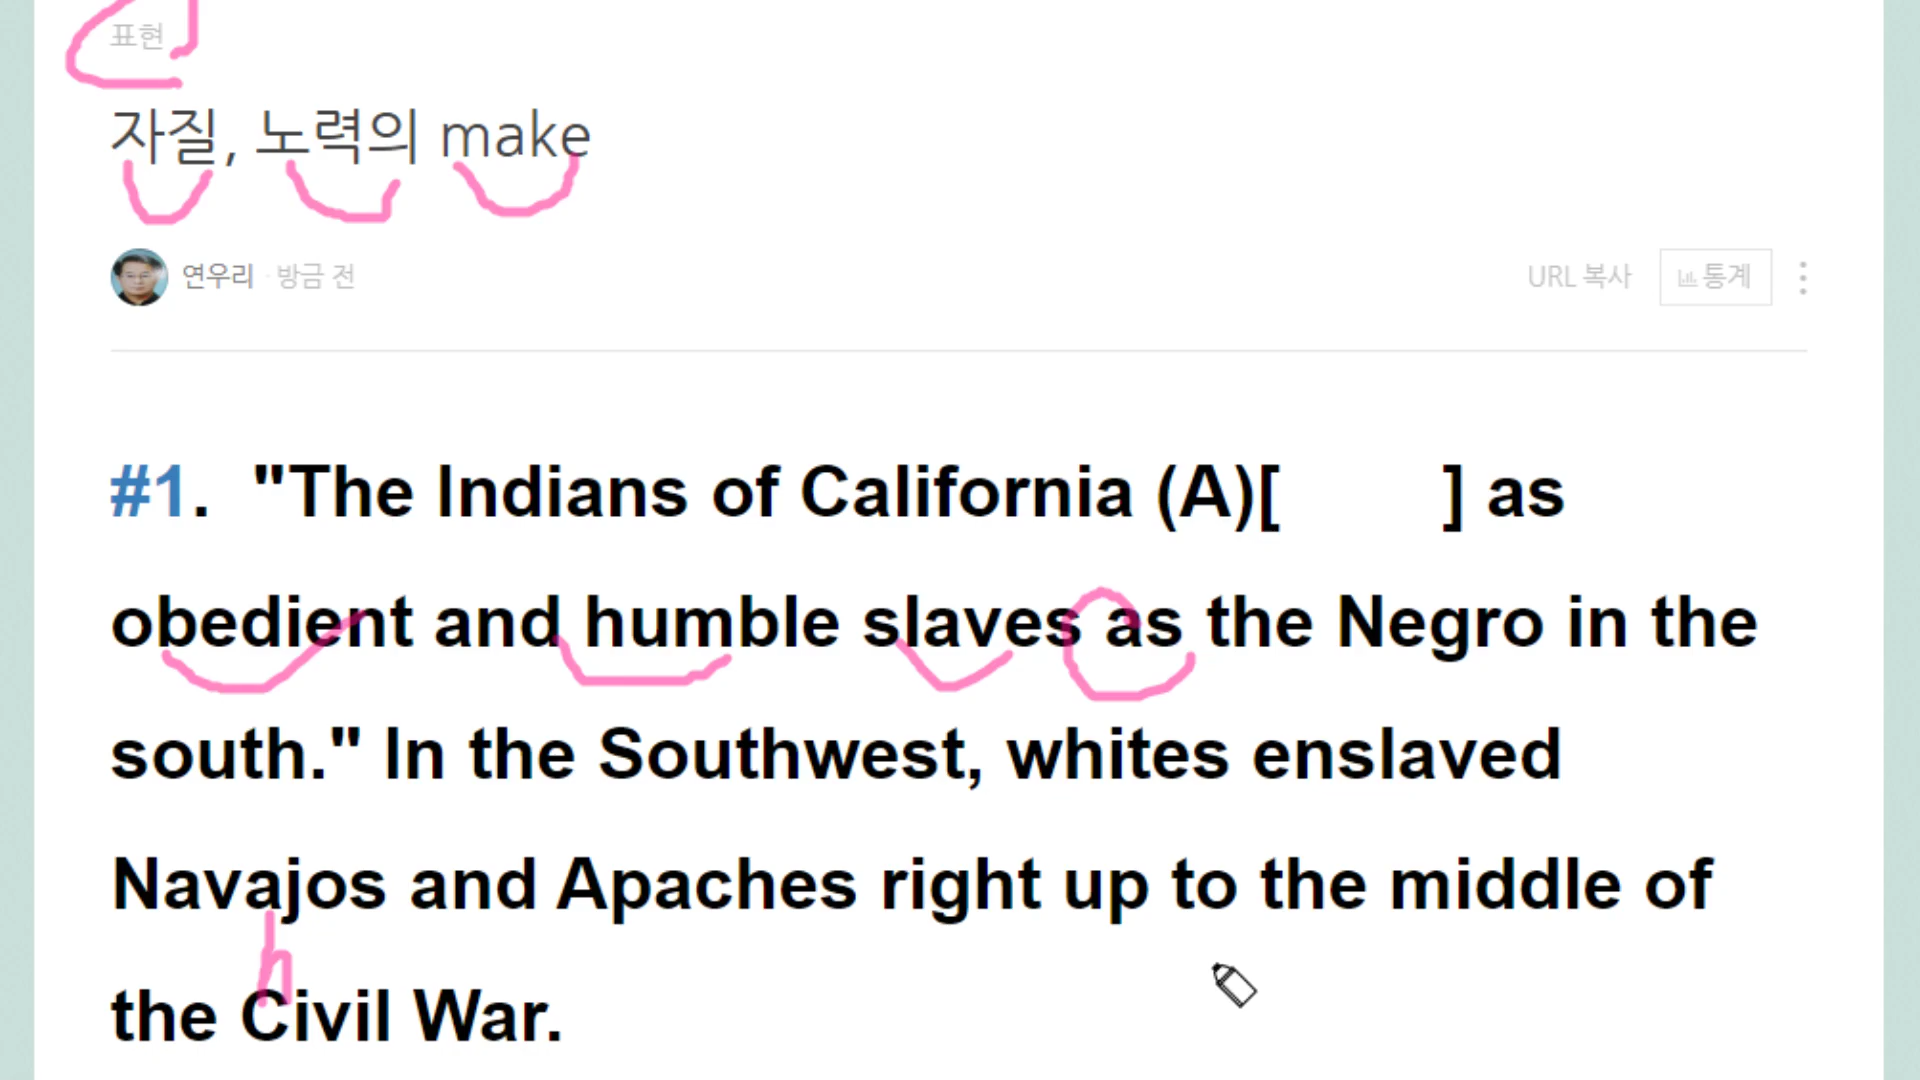 표현
자질, 노력의 make
연우리 · 방금 전
URL 복사 통계
#1. "The Indians of California (A)[ ] as
obedient and humble slaves as the Negro in the
south." In the Southwest, whites enslaved
Navajos and Apaches right up to the middle of
h
the Civil War.